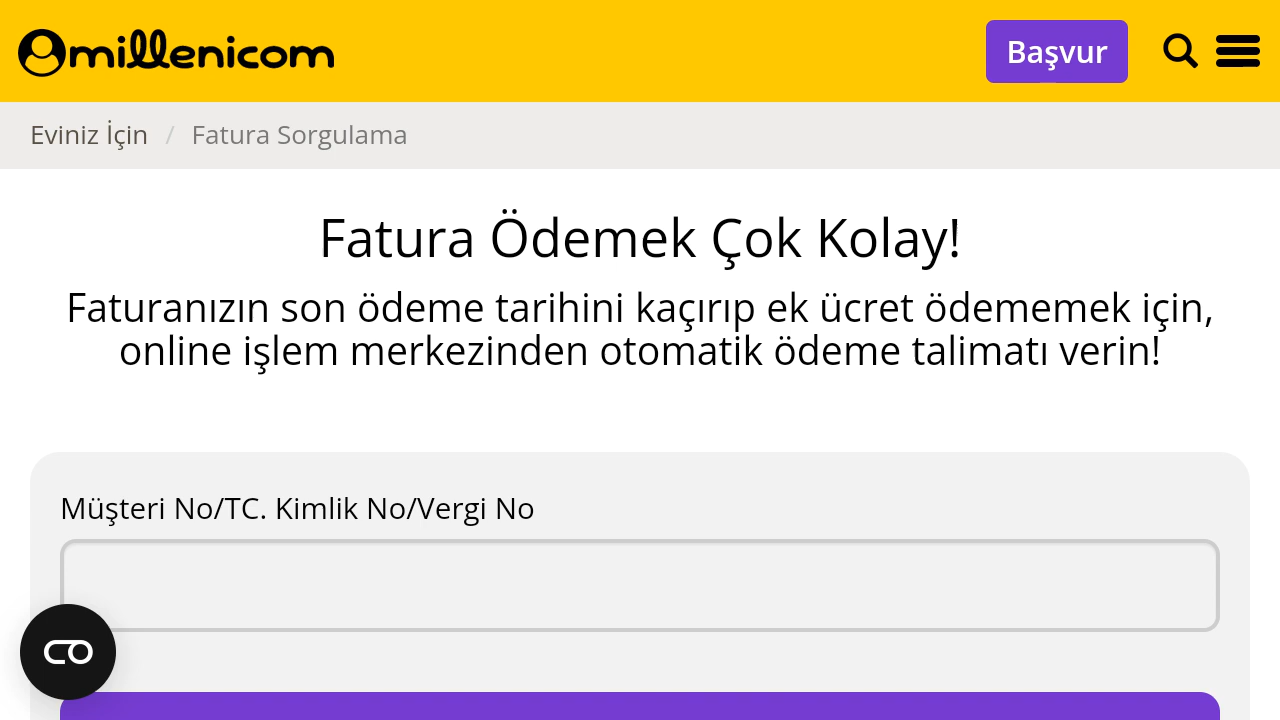 millenicom
Başvur
Eviniz İçin / Fatura Sorgulama
Fatura Ödemek Çok Kolay!
Faturanızın son ödeme tarihini kaçırıp ek ücret ödememek için,
online işlem merkezinden otomatik ödeme talimatı verin!
Müşteri No/TC. Kimlik No/Vergi No